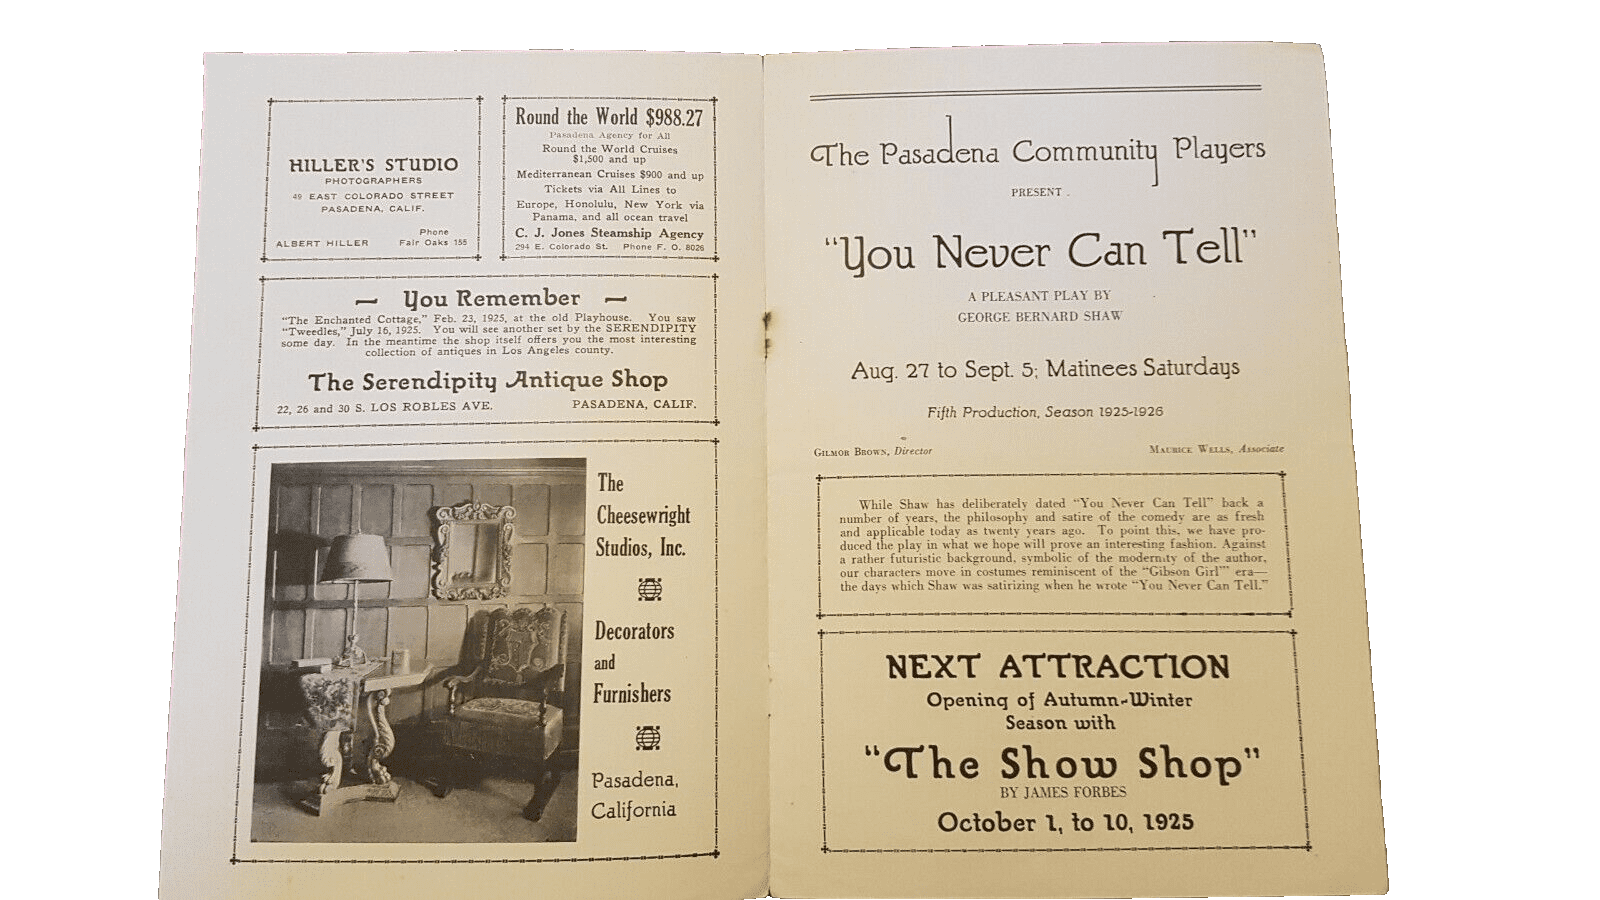 HILLER'S STUDIO
PHOTOGRAPHERS
49 EAST COLORADO STREET
PASADENA, CALIF.
Phone
ALBERT HILLER Fair Oaks 155
Round the World $988.27
Pasadena Agency for All
Round the World Cruises
$1,500 and up
Mediterranean Cruises $900 and up
Tickets via All Lines to
Europe, Honolulu, New York via
Panama, and all ocean travel
C. J. Jones Steamship Agency
294 E. Colorado St. Phone F. O. 8026
— You Remember —
"The Enchanted Cottage," Feb. 23, 1925, at the old Playhouse. You saw
"Tweedles," July 16, 1925. You will see another set by the SERENDIPITY
some day. In the meantime the shop itself offers you the most interesting
collection of antiques in Los Angeles county.
The Serendipity Antique Shop
22, 26 and 30 S. LOS ROBLES AVE. PASADENA, CALIF.
The
Cheesewright
Studios, Inc.
Decorators
and
Furnishers
Pasadena,
California
The Pasadena Community Players
PRESENT
"You Never Can Tell"
A PLEASANT PLAY BY
GEORGE BERNARD SHAW
Aug. 27 to Sept. 5; Matinees Saturdays
Fifth Production, Season 1925-1926
GILMOR BROWN, Director MAURICE WELLS, Associate
While Shaw has deliberately dated "You Never Can Tell" back a
number of years, the philosophy and satire of the comedy are as fresh
and applicable today as twenty years ago. To point this, we have pro-
duced the play in what we hope will prove an interesting fashion. Against
a rather futuristic background, symbolic of the modernity of the author,
our characters move in costumes reminiscent of the "Gibson Girl" era—
the days which Shaw was satirizing when he wrote "You Never Can Tell."
NEXT ATTRACTION
Opening of Autumn-Winter
Season with
"The Show Shop"
BY JAMES FORBES
October 1, to 10, 1925